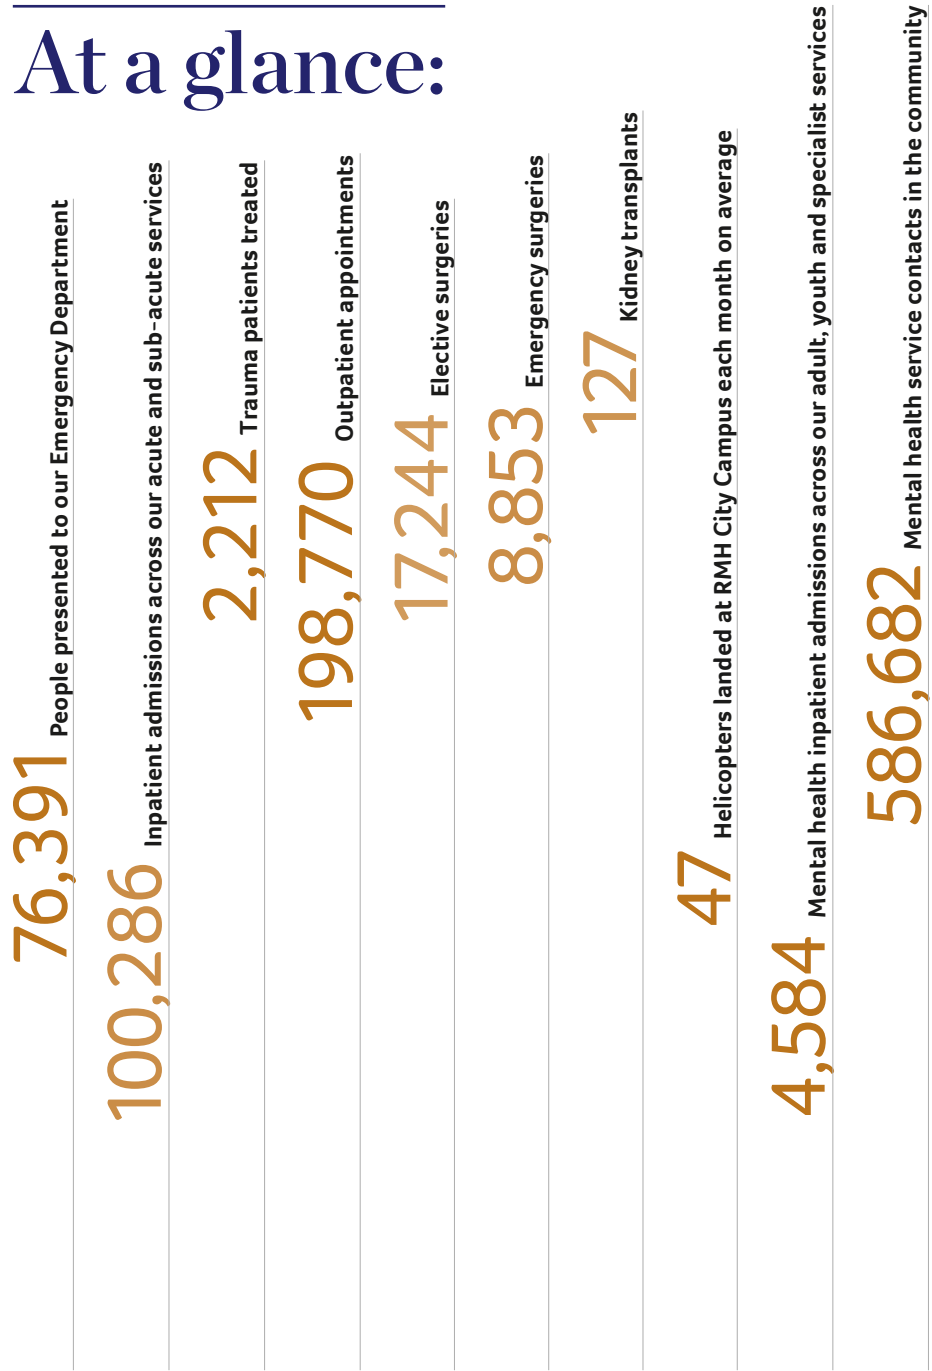 At a glance:
76,391 People presented to our Emergency Department
100,286 Inpatient admissions across our acute and sub-acute services
2,212 Trauma patients treated
198,770 Outpatient appointments
17,244 Elective surgeries
8,853 Emergency surgeries
127 Kidney transplants
47 Helicopters landed at RMH City Campus each month on average
4,584 Mental health inpatient admissions across our adult, youth and specialist services
586,682 Mental health service contacts in the community